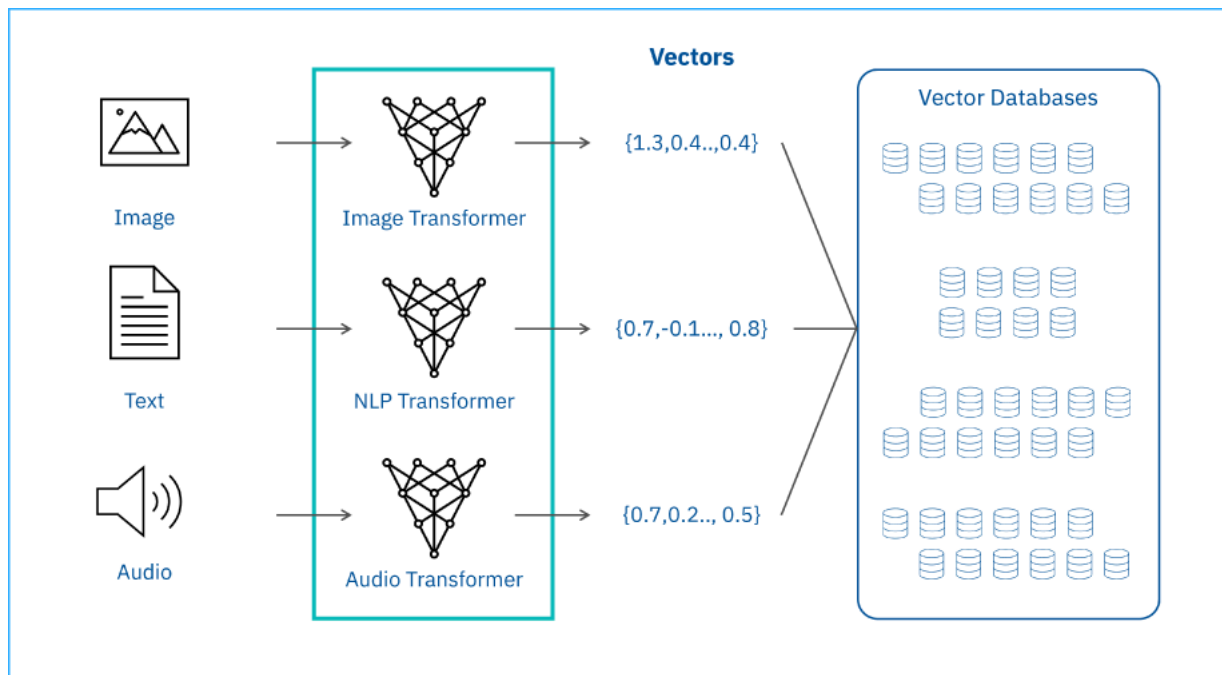 Vectors
Vector Databases
{1.3,0.4..,0.4}
Image
Image Transformer
{0.7,-0.1..., 0.8}
Text
NLP Transformer
{0.7,0.2.., 0.5}
Audio
Audio Transformer